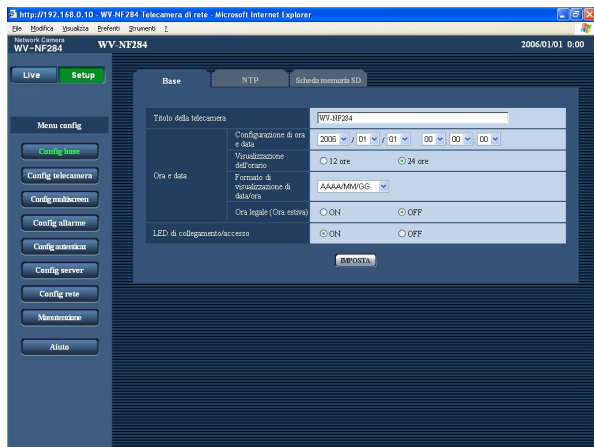 http://192.168.0.10 - WV-NF284 Telecamera di rete - Microsoft Internet Explorer
File Modifica Visualizza Preferiti Strumenti ?
Network Camera
WV-NF284
WV-NF284
2006/01/01 0:00
Live Setup
Base NTP Scheda memoria SD
Menu config
Config base
Config telecamera
Config multiscreen
Config allarme
Config autenticaz
Config server
Config rete
Manutenzione
Aiuto
Titolo della telecamera WV-NF284
Ora e data
Configurazione di ora
e data
2006 / 01 / 01 00 : 00 : 00
Visualizzazione
dell'orario
12 ore 24 ore
Formato di
visualizzazione di
data/ora
AAAA/MM/GG
Ora legale (Ora estiva) ON OFF
LED di collegamento/accesso ON OFF
IMPOSTA